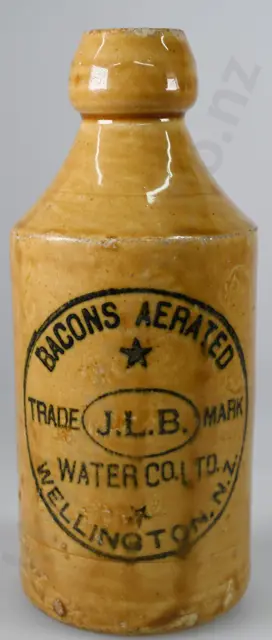 BACONS AERATED
TRADE J.L.B. MARK
WATER CO. LTD.
WELLINGTON. N.Z.